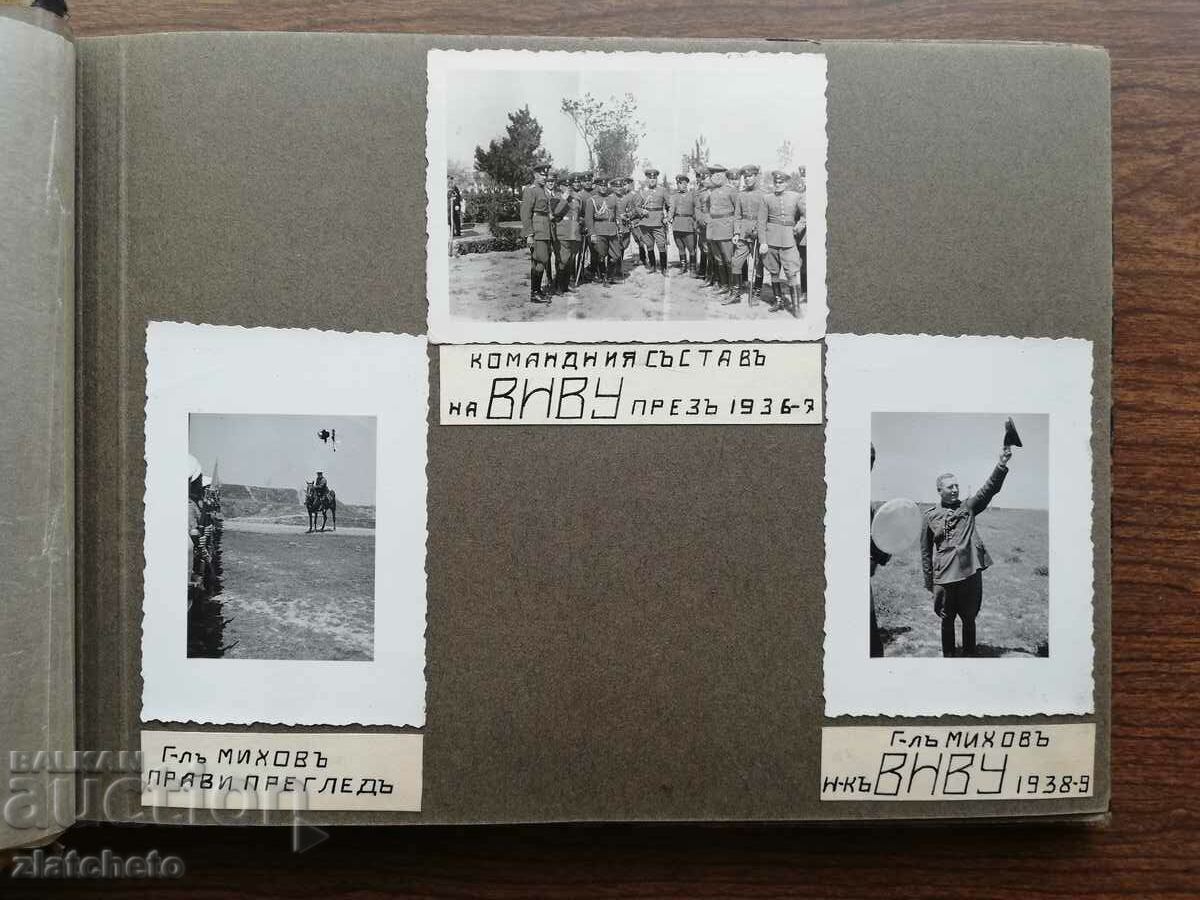 КОМАНДНИЯ СЪСТАВЪ
НА ВНВУ ПРЕЗЪ 1936-7
Г-ЛЪ МИХОВЪ
ПРАВИ ПРЕГЛЕДЪ
Г-ЛЪ МИХОВЪ
Н-КЪ ВНВУ 1938-9
BALKAN
auction
zlatcheto